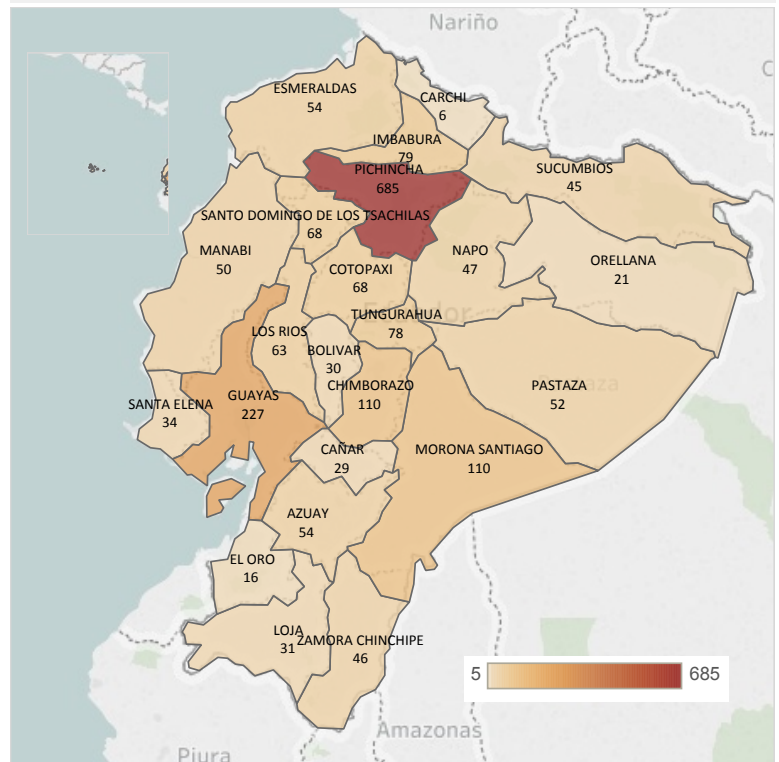 Nariño
ESMERALDAS
54
CARCHI
6
IMBABURA
79
PICHINCHA
685
SUCUMBIOS
45
SANTO DOMINGO DE LOS TSACHILAS
68
MANABI
50
NAPO
47
ORELLANA
21
COTOPAXI
68
Ecuador
TUNGURAHUA
78
LOS RIOS
63
BOLIVAR
30
CHIMBORAZO
110
PASTAZA
52
SANTA ELENA
34
GUAYAS
227
CAÑAR
29
MORONA SANTIAGO
110
AZUAY
54
EL ORO
16
LOJA
31
ZAMORA CHINCHIPE
46
5
685
Amazonas
Piura